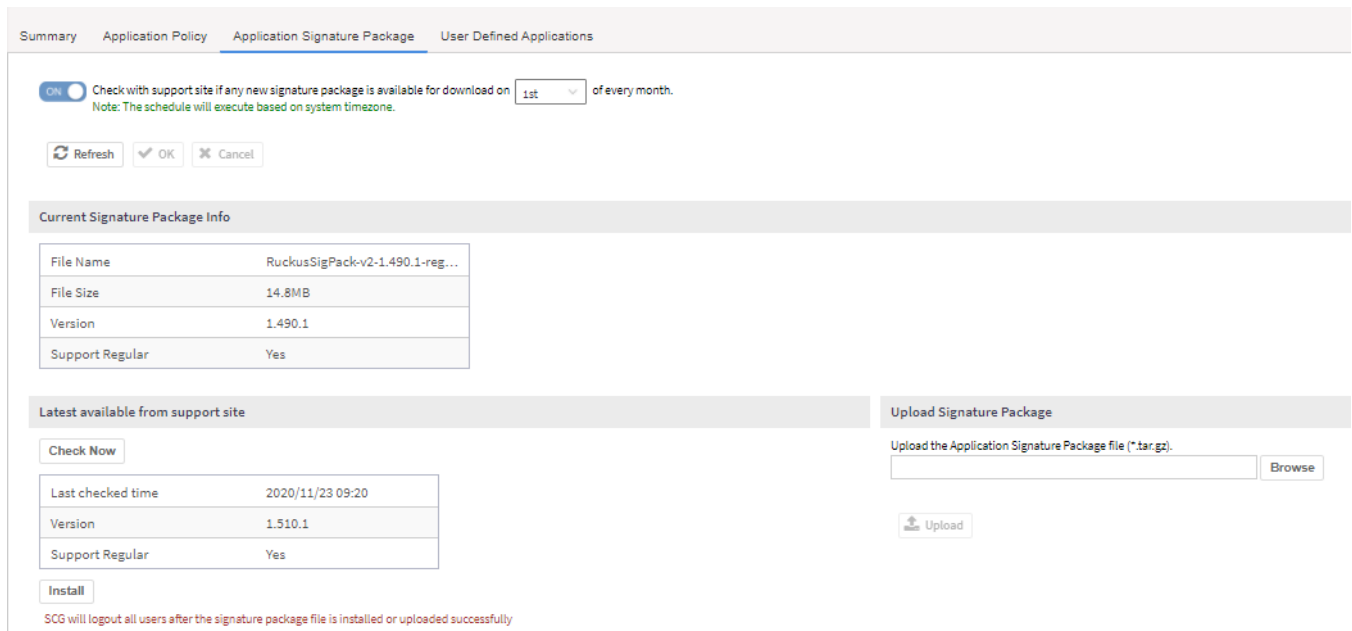 Summary Application Policy Application Signature Package User Defined Applications
ON Check with support site if any new signature package is available for download on 1st of every month.
Note: The schedule will execute based on system timezone.
Refresh OK Cancel
Current Signature Package Info
File Name RuckusSigPack-v2-1.490.1-reg...
File Size 14.8MB
Version 1.490.1
Support Regular Yes
Latest available from support site
Check Now
Last checked time 2020/11/23 09:20
Version 1.510.1
Support Regular Yes
Install
SCG will logout all users after the signature package file is installed or uploaded successfully
Upload Signature Package
Upload the Application Signature Package file (*.tar.gz).
Browse
Upload